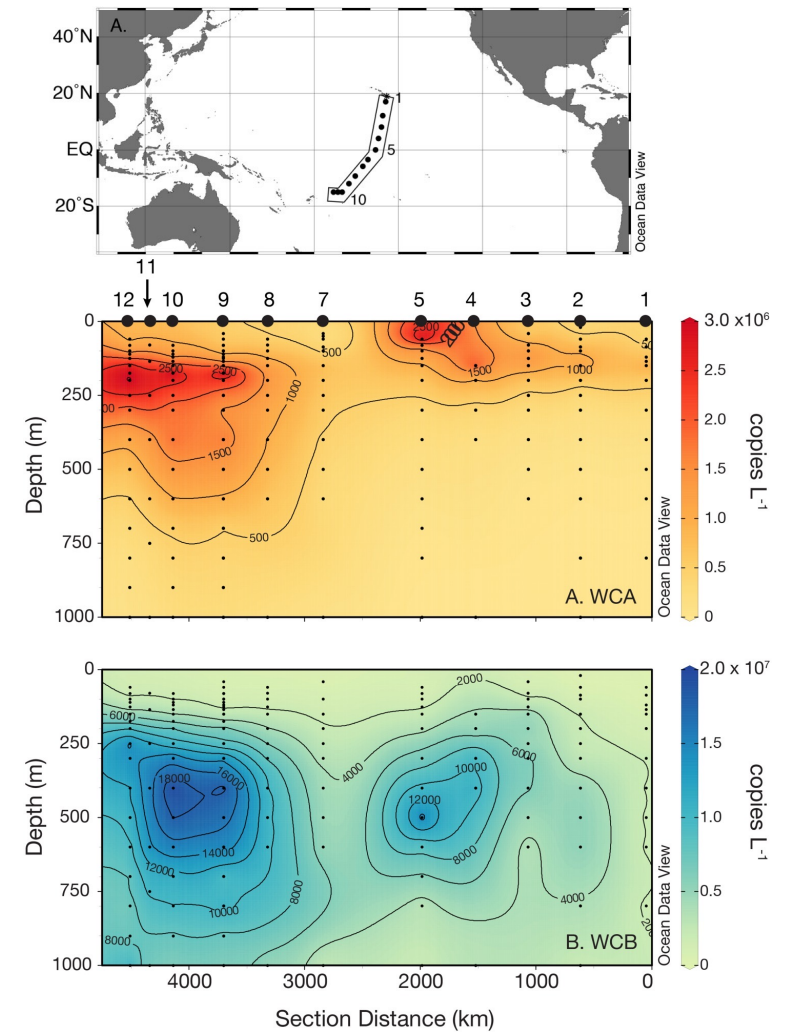 A.
40°N
20°N
EQ
20°S
1
5
10
Ocean Data View
11
12 10 9 8 7 5 4 3 2 1
0
250
500
750
1000
Depth (m)
2500
2500
1500
1000
500
500
2500
1500
1000
500
A. WCA
Ocean Data View
3.0 x10⁶
2.5
2.0
1.5
1.0
0.5
0
copies L⁻¹
0
250
500
750
1000
Depth (m)
2000
6000
4000
6000
18000
16000
10000
12000
14000
12000
8000
10000
8000
4000
8000
B. WCB
Ocean Data View
2.0 x 10⁷
1.5
1.0
0.5
0
copies L⁻¹
4000 3000 2000 1000 0
Section Distance (km)